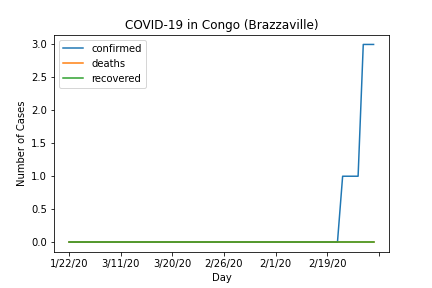 COVID-19 in Congo (Brazzaville)
confirmed
deaths
recovered
3.0
2.5
2.0
1.5
1.0
0.5
0.0
Number of Cases
1/22/20 3/11/20 3/20/20 2/26/20 2/1/20 2/19/20
Day